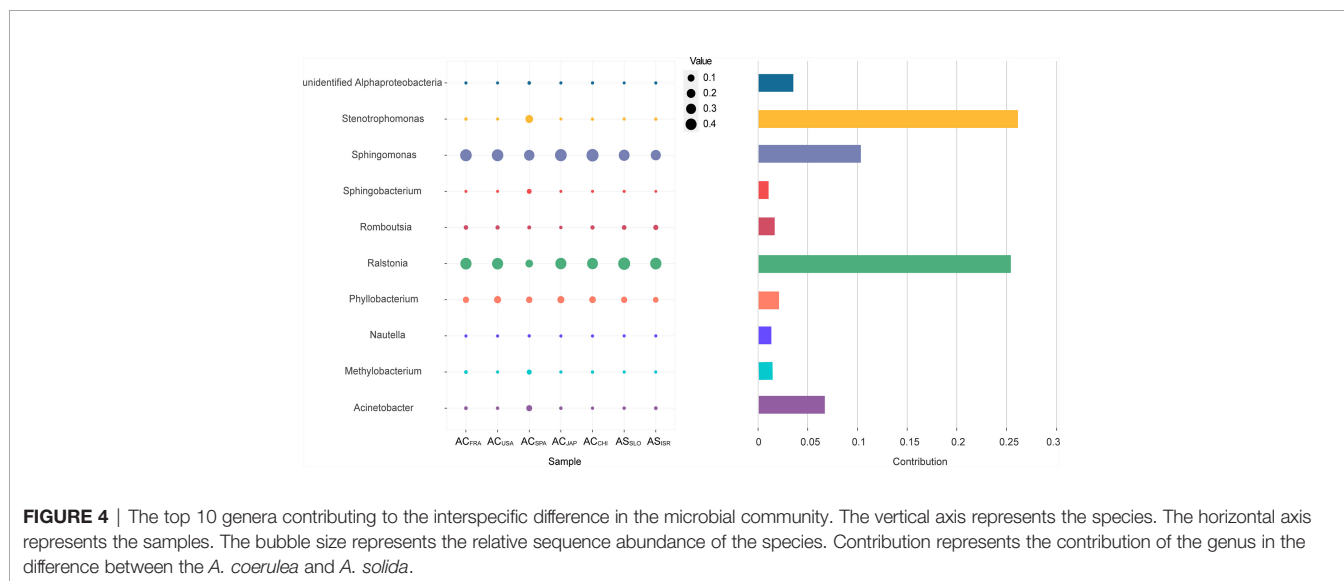 Value
0.1
0.2
0.3
0.4
unidentified Alphaproteobacteria
Stenotrophomonas
Sphingomonas
Sphingobacterium
Romboutsia
Ralstonia
Phyllobacterium
Nautella
Methylobacterium
Acinetobacter
ACFRA ACUSA ACSPA ACJAP ACCHI ASSLO ASISR
Sample
0 0.05 0.1 0.15 0.2 0.25 0.3
Contribution
FIGURE 4 | The top 10 genera contributing to the interspecific difference in the microbial community. The vertical axis represents the species. The horizontal axis
represents the samples. The bubble size represents the relative sequence abundance of the species. Contribution represents the contribution of the genus in the
difference between the A. coerulea and A. solida.